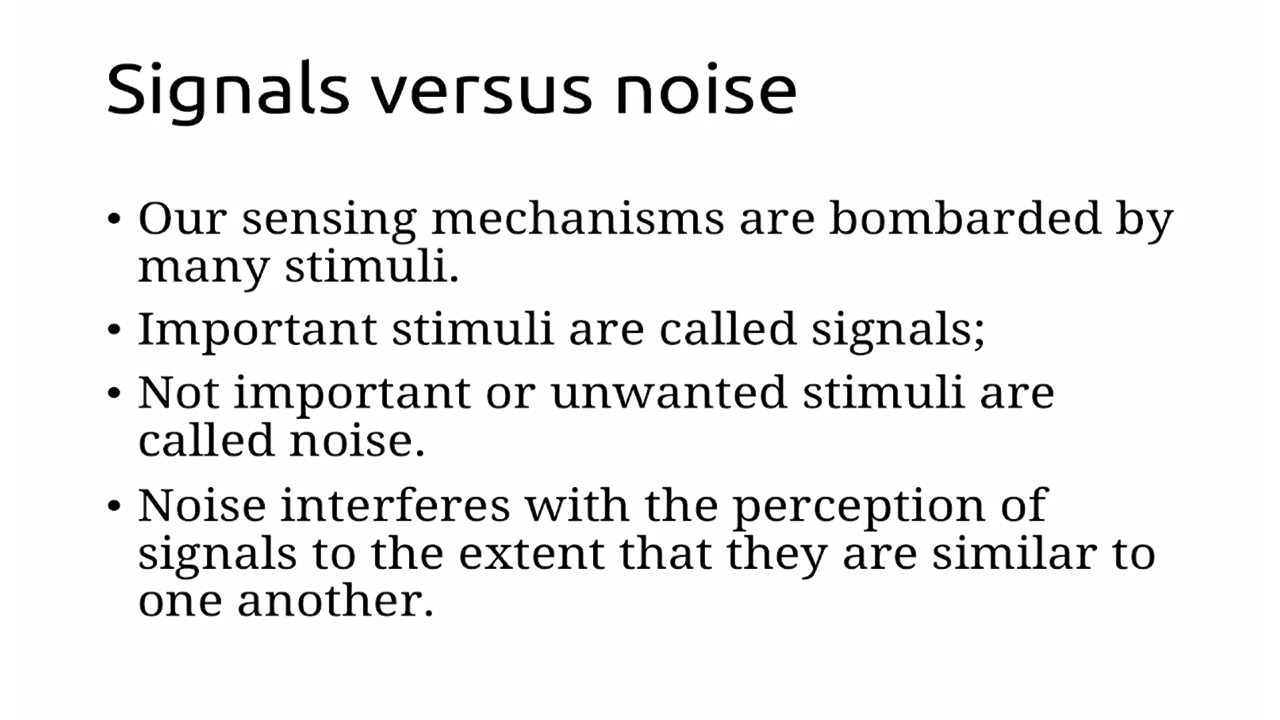 Signals versus noise
• Our sensing mechanisms are bombarded by
many stimuli.
• Important stimuli are called signals;
• Not important or unwanted stimuli are
called noise.
• Noise interferes with the perception of
signals to the extent that they are similar to
one another.